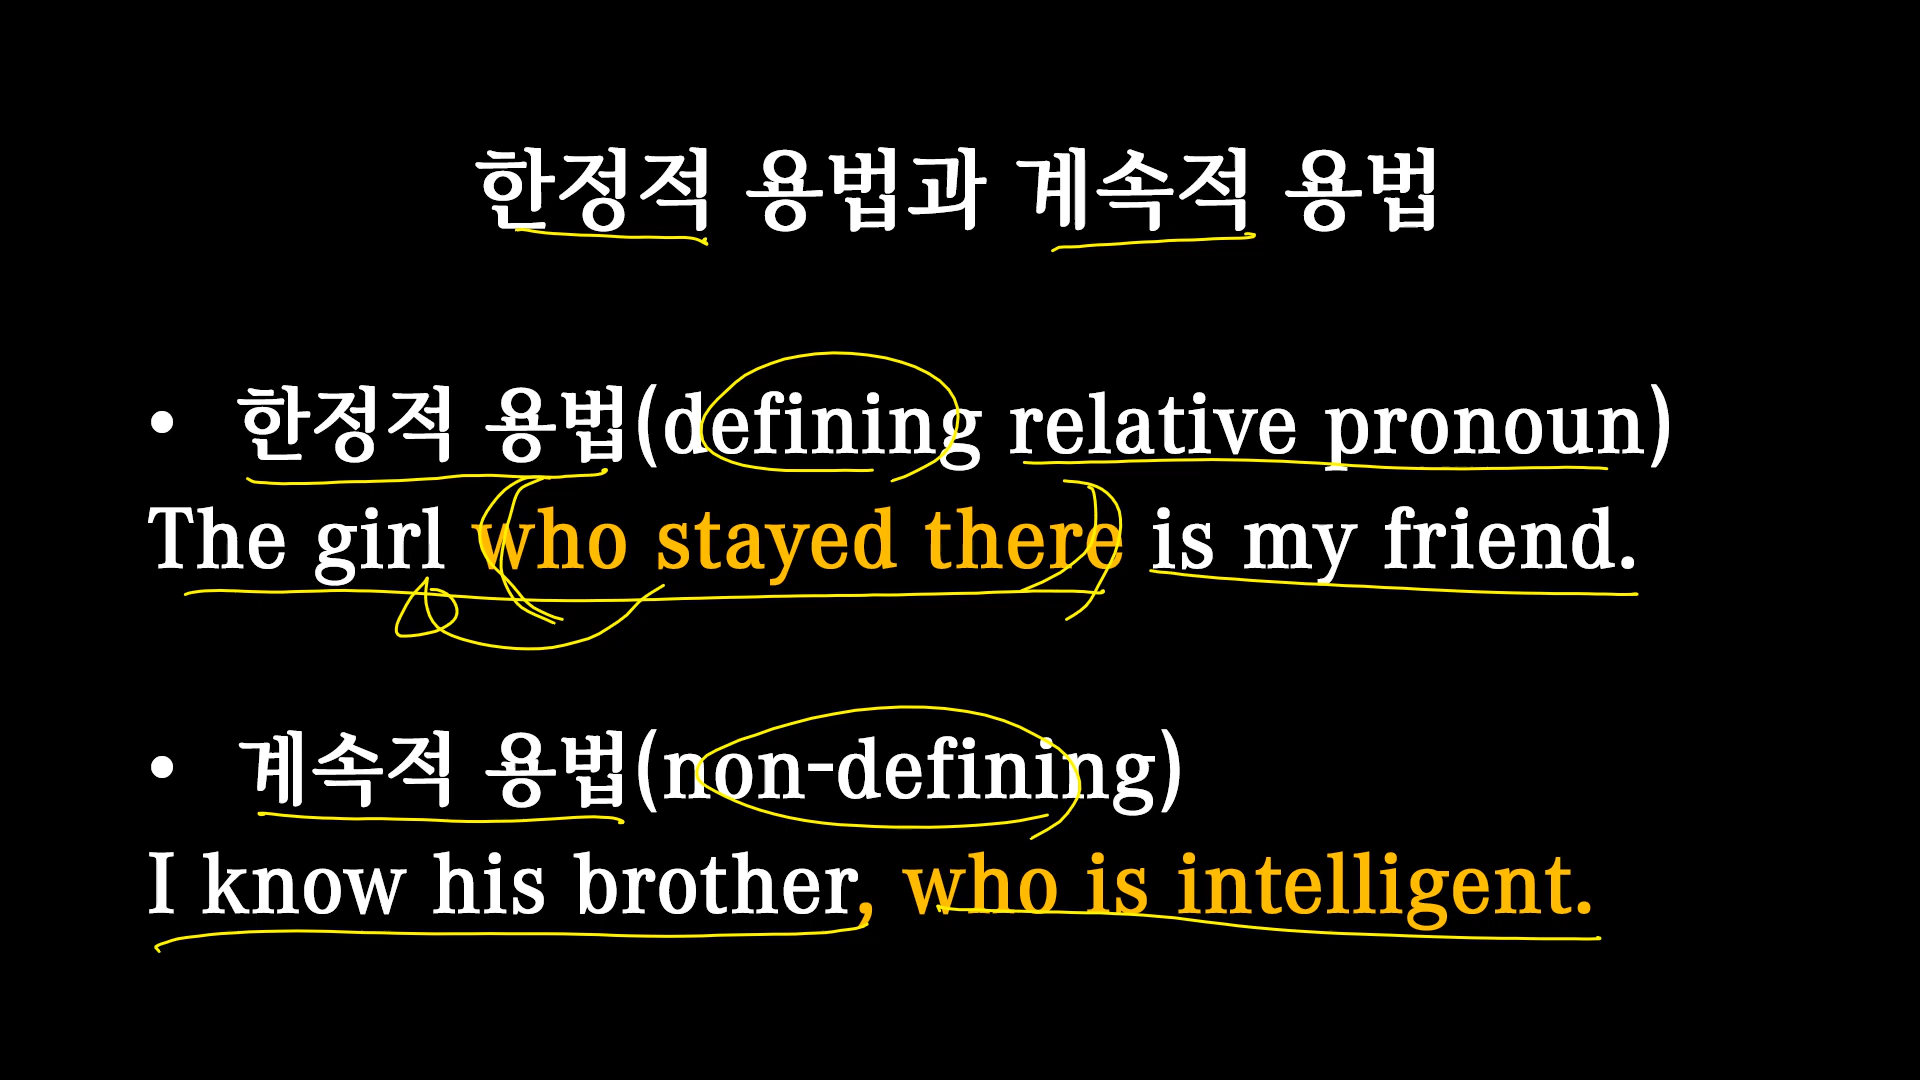 한정적 용법과 계속적 용법
• 한정적 용법(defining relative pronoun)
The girl who stayed there is my friend.
• 계속적 용법(non-defining)
I know his brother, who is intelligent.